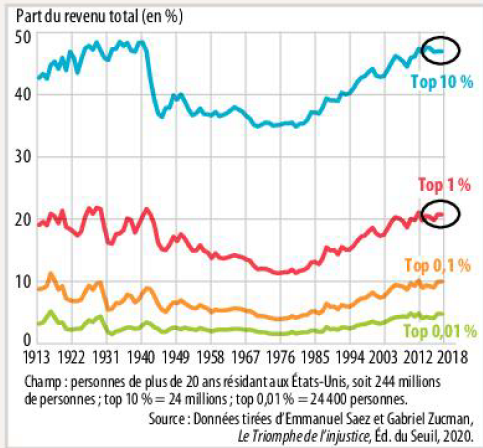 Part du revenu total (en %)
50
40
30
20
10
0
Top 10 %
Top 1 %
Top 0,1 %
Top 0,01 %
1913 1922 1931 1940 1949 1958 1967 1976 1985 1994 2003 2012 2018
Champ : personnes de plus de 20 ans résidant aux États-Unis, soit 244 millions
de personnes ; top 10 % = 24 millions ; top 0,01 % = 24 400 personnes.
Source : Données tirées d'Emmanuel Saez et Gabriel Zucman,
Le Triomphe de l'injustice, Éd. du Seuil, 2020.